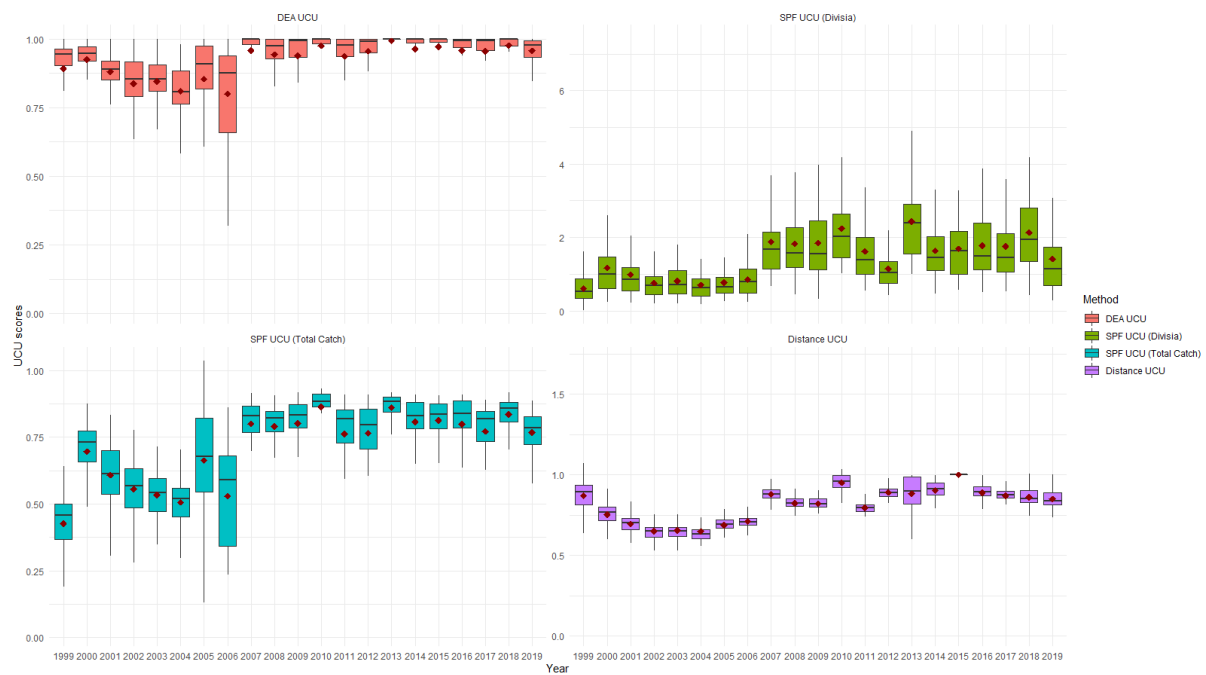 DEA UCU
SPF UCU (Divisia)
1.00
0.75
0.50
0.25
0.00
6
4
2
0
UCU scores
SPF UCU (Total Catch)
Distance UCU
1.00
0.75
0.50
0.25
0.00
1.5
1.0
0.5
0.0
1999 2000 2001 2002 2003 2004 2005 2006 2007 2008 2009 2010 2011 2012 2013 2014 2015 2016 2017 2018 2019
1999 2000 2001 2002 2003 2004 2005 2006 2007 2008 2009 2010 2011 2012 2013 2014 2015 2016 2017 2018 2019
Year
Method
DEA UCU
SPF UCU (Divisia)
SPF UCU (Total Catch)
Distance UCU